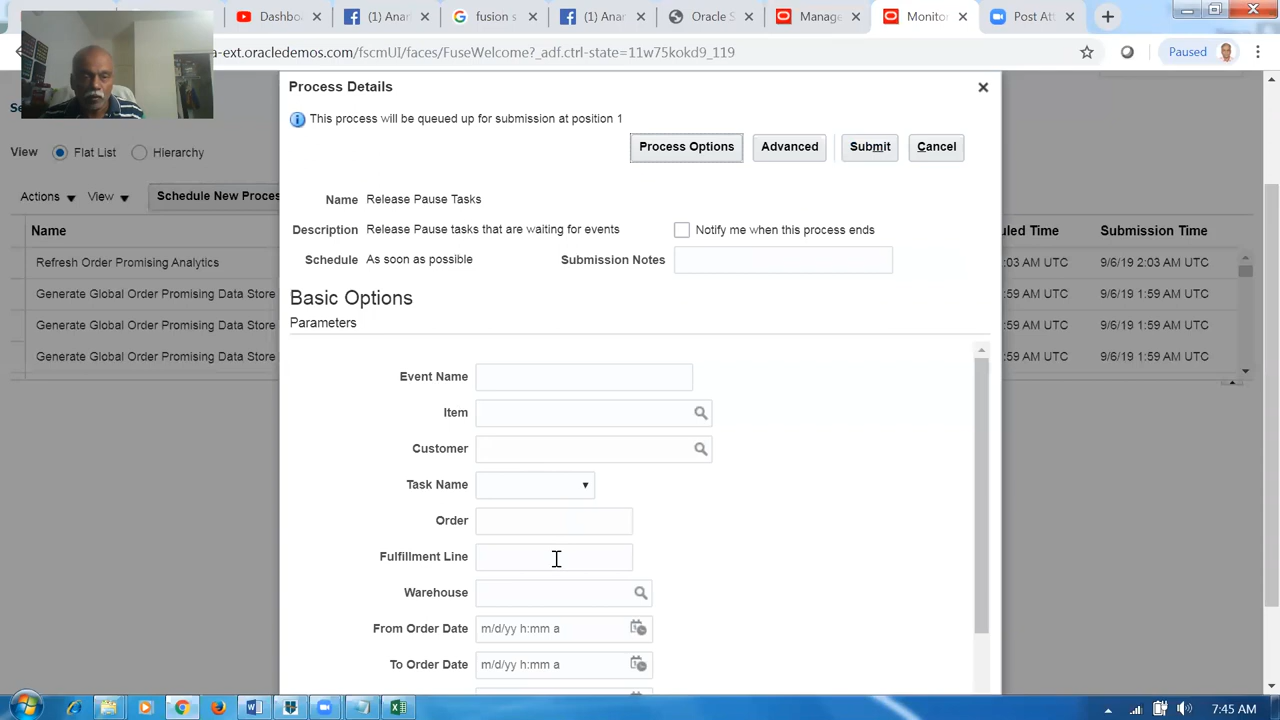 Dashbo
(1) Anan
fusion s
(1) Ana
Oracle S
Manage
Monito
Post Att
a-ext.oracledemos.com/fscmUI/faces/FuseWelcome?_adf.ctrl-state=11w75kokd9_119
Paused
Process Details
This process will be queued up for submission at position 1
Process Options
Advanced
Submit
Cancel
View
Flat List
Hierarchy
Actions
View
Schedule New Proces
Name
Release Pause Tasks
Description
Release Pause tasks that are waiting for events
Notify me when this process ends
Schedule
As soon as possible
Submission Notes
Name
uled Time
Submission Time
Refresh Order Promising Analytics
:03 AM UTC
9/6/19 2:03 AM UTC
Generate Global Order Promising Data Store
:59 AM UTC
9/6/19 1:59 AM UTC
Generate Global Order Promising Data Store
:59 AM UTC
9/6/19 1:59 AM UTC
Generate Global Order Promising Data Store
:59 AM UTC
9/6/19 1:59 AM UTC
Basic Options
Parameters
Event Name
Item
Customer
Task Name
Order
Fulfillment Line
Warehouse
From Order Date
m/d/yy h:mm a
To Order Date
m/d/yy h:mm a
7:45 AM